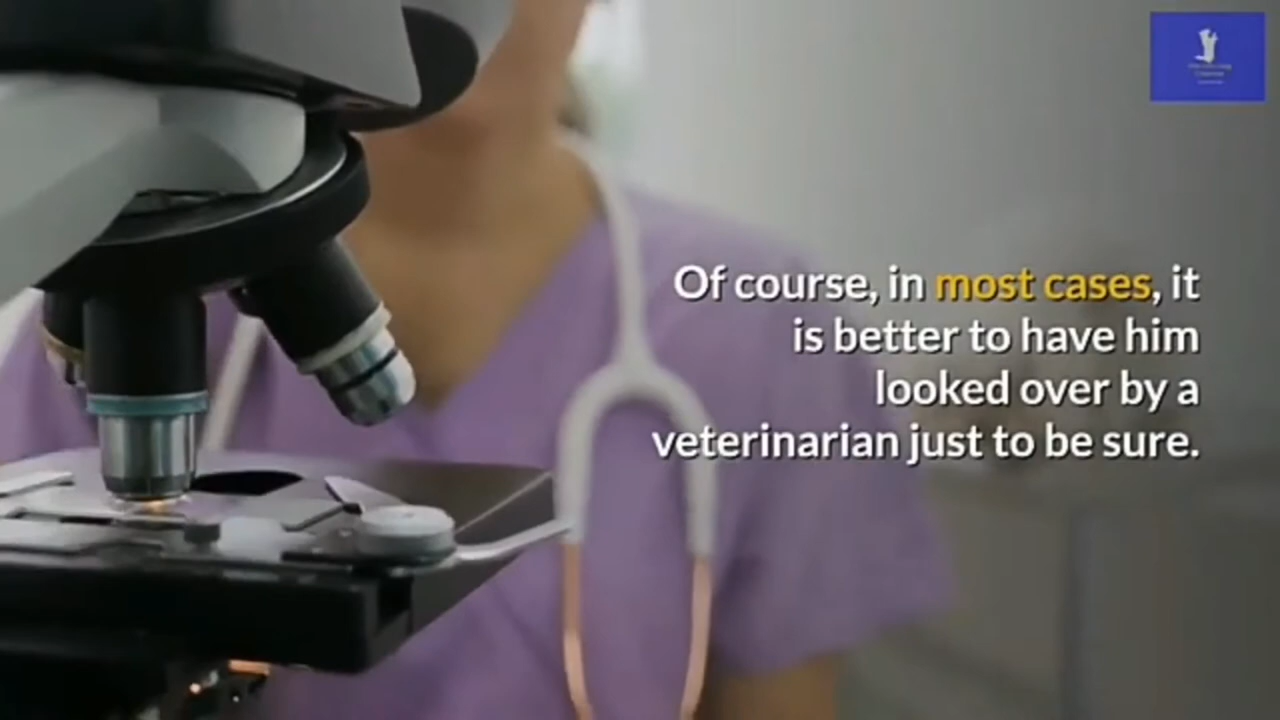 Of course, in most cases, it
is better to have him
looked over by a
veterinarian just to be sure.